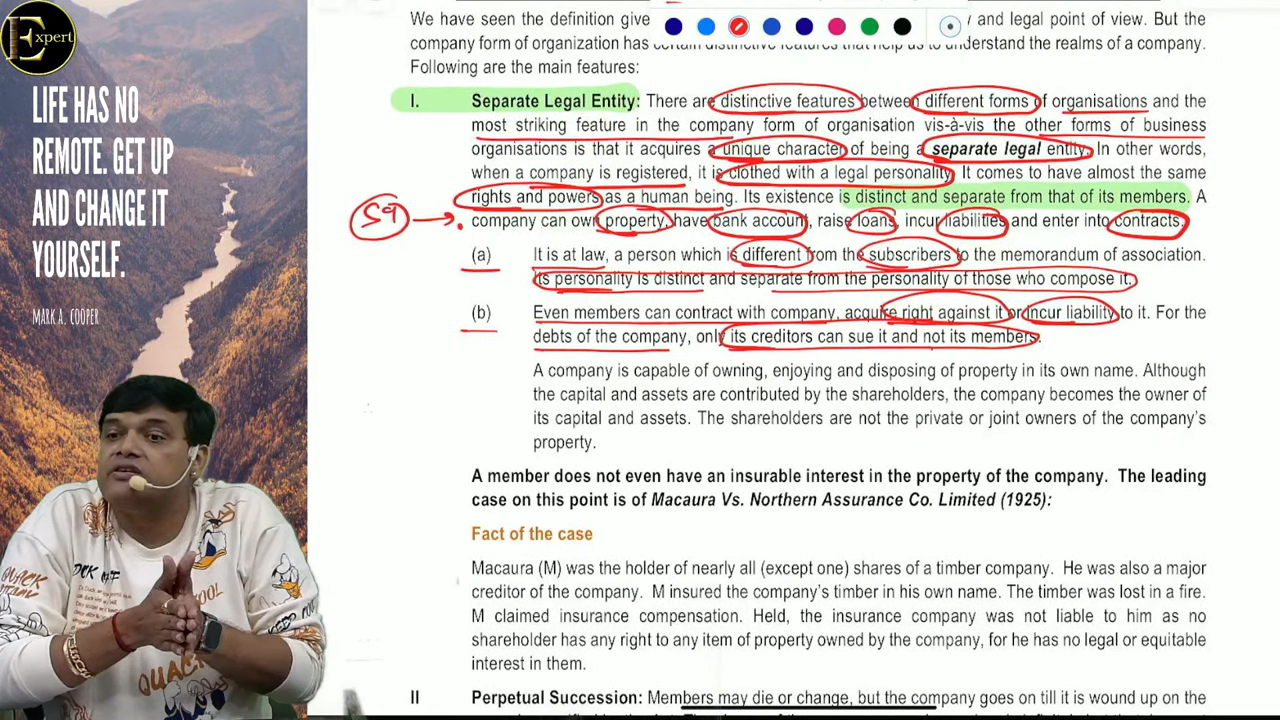 Expert
LIFE HAS NO
REMOTE. GET UP
AND CHANGE IT
YOURSELF.
MARK A. COOPER
We have seen the definition give and legal point of view. But the
company form of organization has certain distinctive features that help us to understand the realms of a company.
Following are the main features:
I. Separate Legal Entity: There are distinctive features between different forms of organisations and the
most striking feature in the company form of organisation vis-à-vis the other forms of business
organisations is that it acquires a unique character of being a separate legal entity. In other words,
when a company is registered, it is clothed with a legal personality. It comes to have almost the same
rights and powers as a human being. Its existence is distinct and separate from that of its members. A
company can own property, have bank account, raise loans, incur liabilities and enter into contracts.
(a) It is at law, a person which is different from the subscribers to the memorandum of association.
Its personality is distinct and separate from the personality of those who compose it.
(b) Even members can contract with company, acquire right against it or incur liability to it. For the
debts of the company, only its creditors can sue it and not its members.
A company is capable of owning, enjoying and disposing of property in its own name. Although
the capital and assets are contributed by the shareholders, the company becomes the owner of
its capital and assets. The shareholders are not the private or joint owners of the company's
property.
A member does not even have an insurable interest in the property of the company. The leading
case on this point is of Macaura Vs. Northern Assurance Co. Limited (1925):
Fact of the case
Macaura (M) was the holder of nearly all (except one) shares of a timber company. He was also a major
creditor of the company. M insured the company's timber in his own name. The timber was lost in a fire.
M claimed insurance compensation. Held, the insurance company was not liable to him as no
shareholder has any right to any item of property owned by the company, for he has no legal or equitable
interest in them.
II Perpetual Succession: Members may die or change, but the company goes on till it is wound up on the